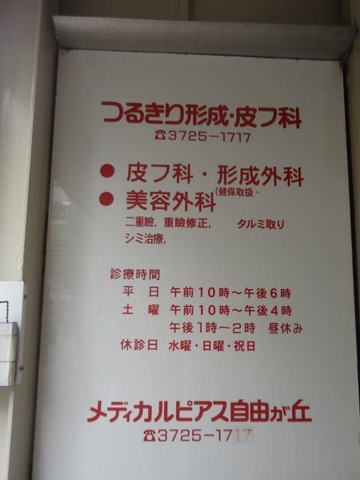 つるきり形成・皮フ科
☎3725-1717
● 皮フ科・形成外科
● 美容外科(健保取扱・
二重瞼, 重瞼修正, タルミ取り
シミ治療,
診療時間
平 日 午前10時～午後6時
土 曜 午前10時～午後4時
午後1時～2時 昼休み
休診日 水曜・日曜・祝日
メディカルピアス自由が丘
☎3725-1717